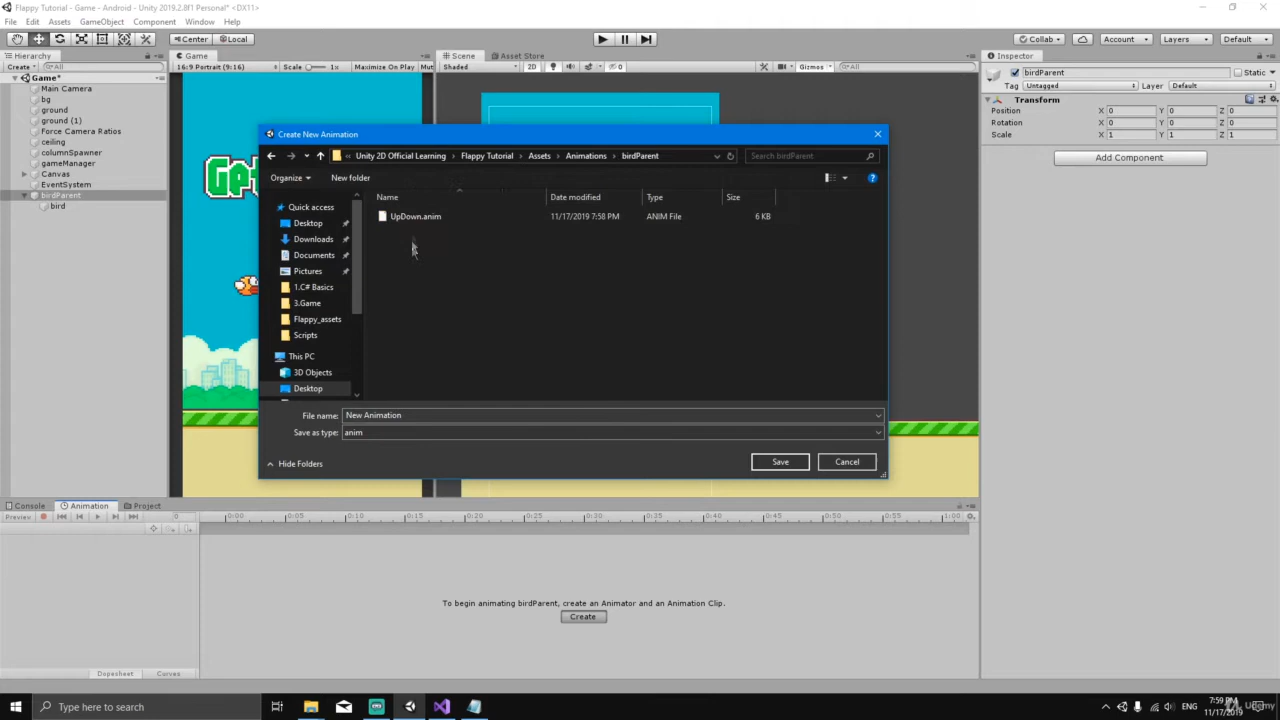 Flappy Tutorial - Game - Android - Unity 2019.2.8f1 Personal* <DX11>
File Edit Assets GameObject Component Window Help
Center Local Collab Account Layers Default
Hierarchy Game Scene Asset Store Inspector
Create All 16:9 Portrait (9:16) Scale 1x Maximize On Play Mut Shaded 2D 0 Gizmos All
birdParent Static
Tag Untagged Layer Default
Transform
Position X 0 Y 0 Z 0
Rotation X 0 Y 0 Z 0
Scale X 1 Y 1 Z 1
Add Component
Game*
Main Camera
bg
ground
ground (1)
Force Camera Ratios
ceiling
columnSpawner
gameManager
Canvas
EventSystem
birdParent
bird
Get
Create New Animation
« Unity 2D Official Learning > Flappy Tutorial > Assets > Animations > birdParent
Search birdParent
Organize New folder
Name Date modified Type Size
UpDown.anim 11/17/2019 7:58 PM ANIM File 6 KB
Quick access
Desktop
Downloads
Documents
Pictures
1.C# Basics
3.Game
Flappy_assets
Scripts
This PC
3D Objects
Desktop
File name: New Animation
Save as type: anim
Hide Folders Save Cancel
Console Animation Project
Preview 0 0:00 0:05 0:10 0:15 0:20 0:25 0:30 0:35 0:40 0:45 0:50 0:55 1:00
To begin animating birdParent, create an Animator and an Animation Clip.
Create
Dopesheet Curves
Type here to search
7:59 PM
11/17/2019
Udemy